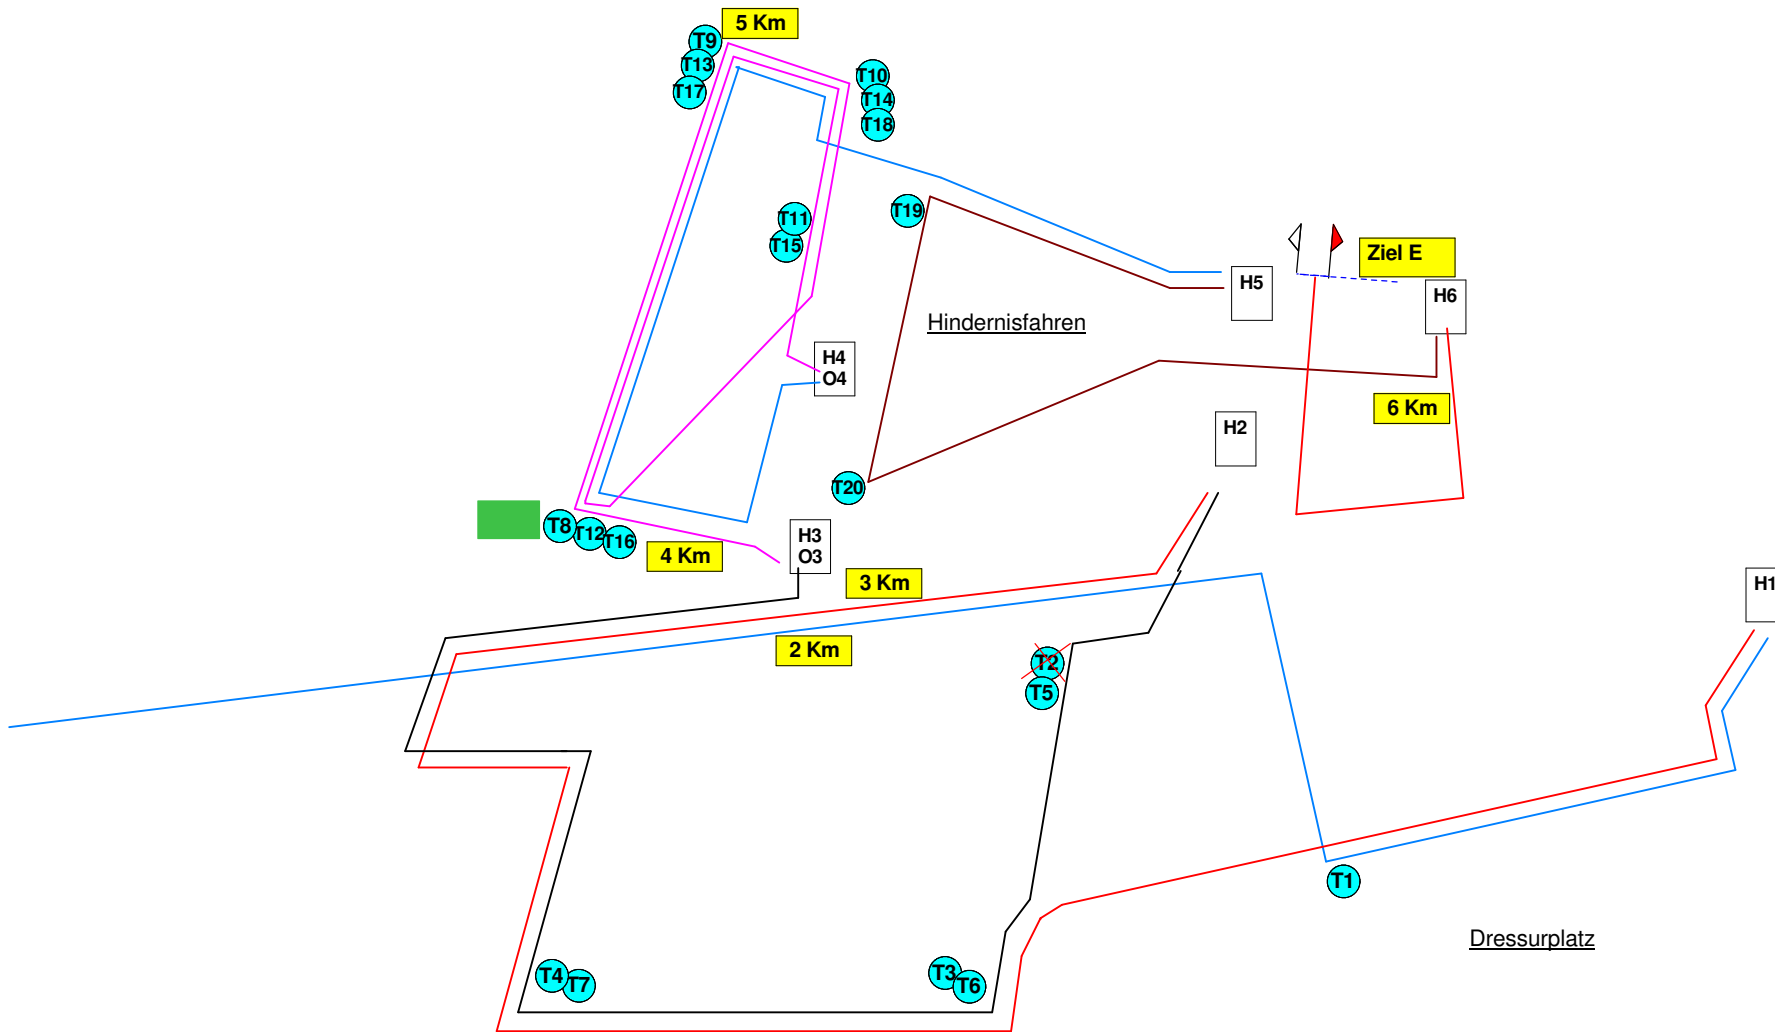 5 Km
T9
T13
T17
T10
T14
T18
T11
T15
T19
Ziel E
H5
H6
Hindernisfahren
H4
O4
6 Km
H2
T20
T8
T12
T16
4 Km
H3
O3
3 Km
H1
2 Km
T2
T5
T1
Dressurplatz
T4
T7
T3
T6